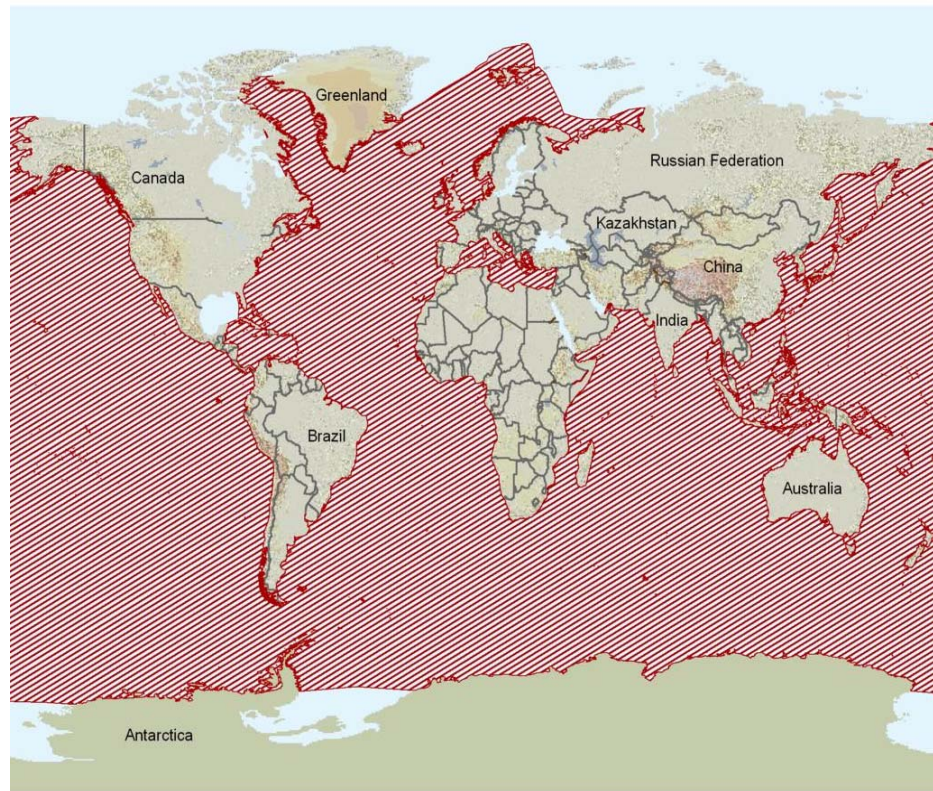 Greenland
Canada
Russian Federation
Kazakhstan
China
India
Brazil
Australia
Antarctica